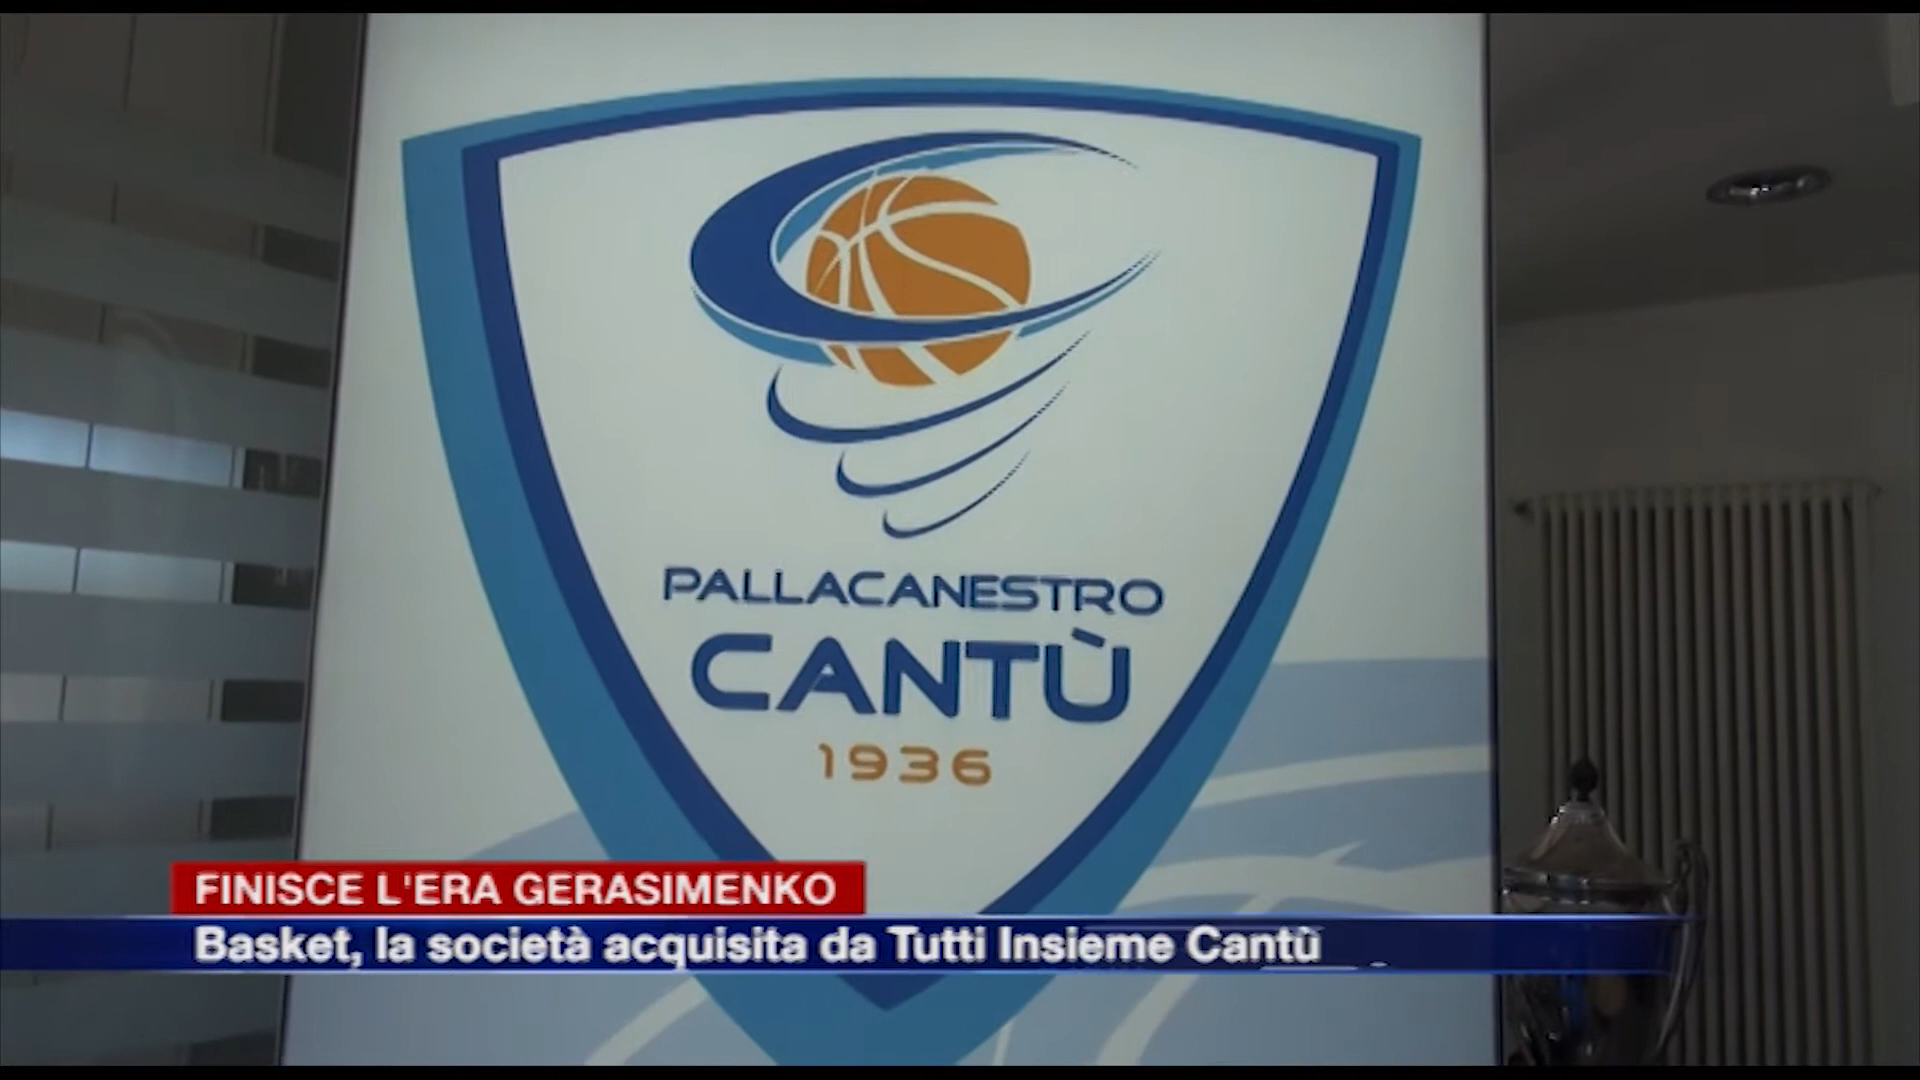 PALLACANESTRO
CANTÙ
1936
FINISCE L'ERA GERASIMENKO
Basket, la società acquisita da Tutti Insieme Cantù